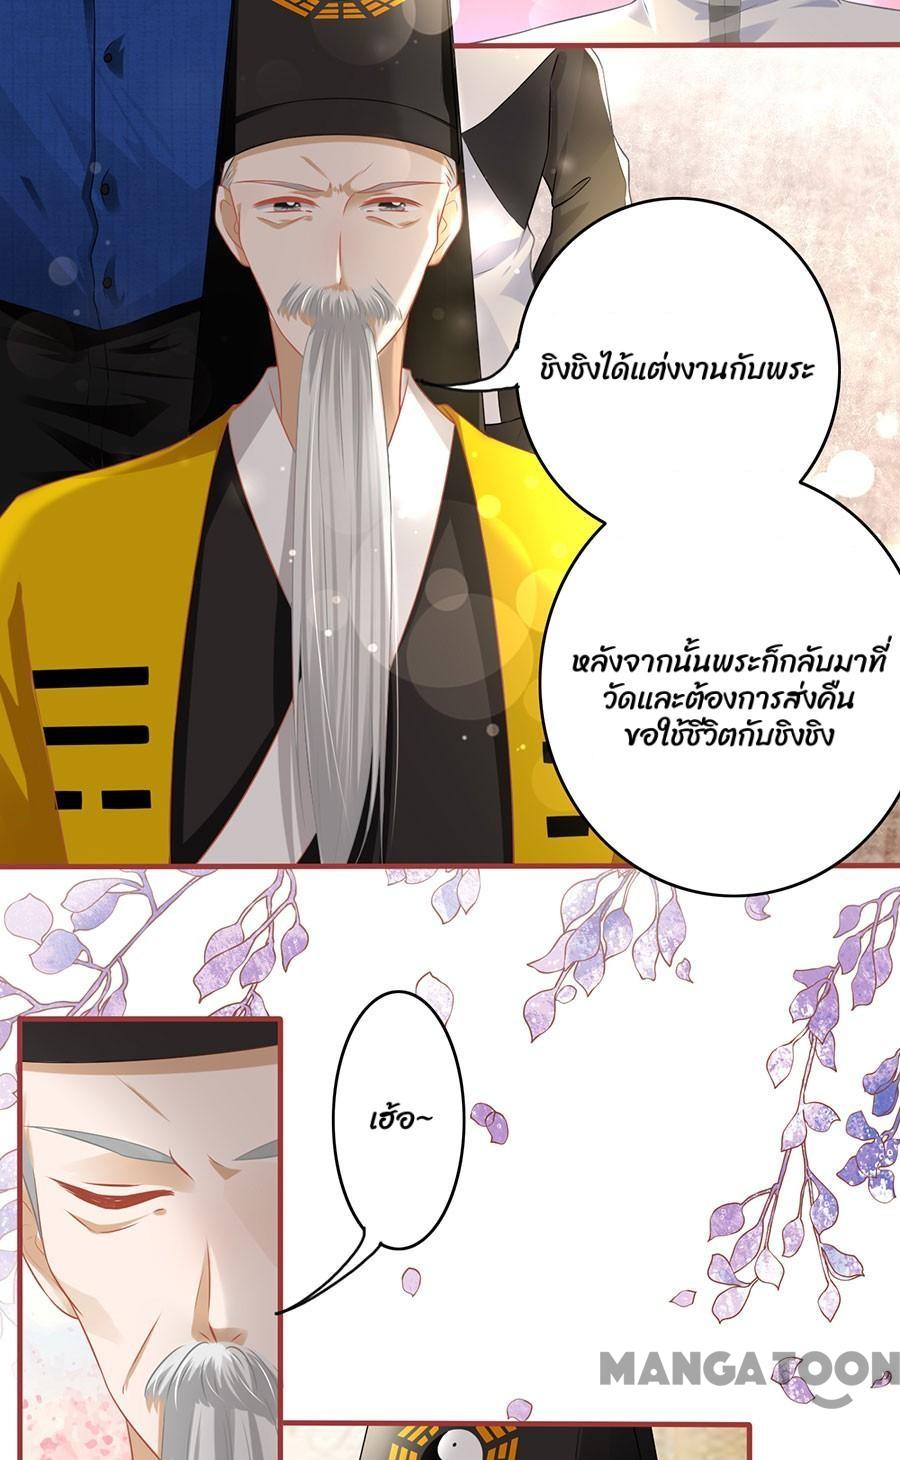 ชิงชิงได้แต่งงานกับพระ
หลังจากนั้นพระก็กลับมาที่
วัดและต้องการส่งคืน
ขอใช้ชีวิตกับชิงชิง
เฮ้อ~
MANGATOON